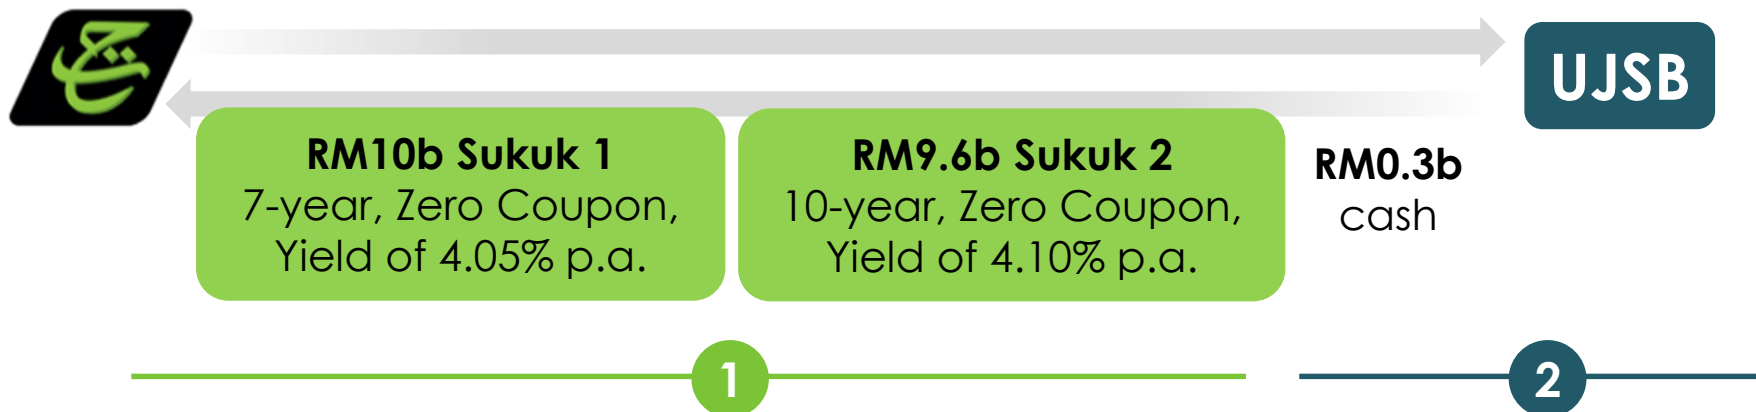 UJSB
RM10b Sukuk 1
7-year, Zero Coupon,
Yield of 4.05% p.a.
RM9.6b Sukuk 2
10-year, Zero Coupon,
Yield of 4.10% p.a.
RM0.3b
cash
1
2